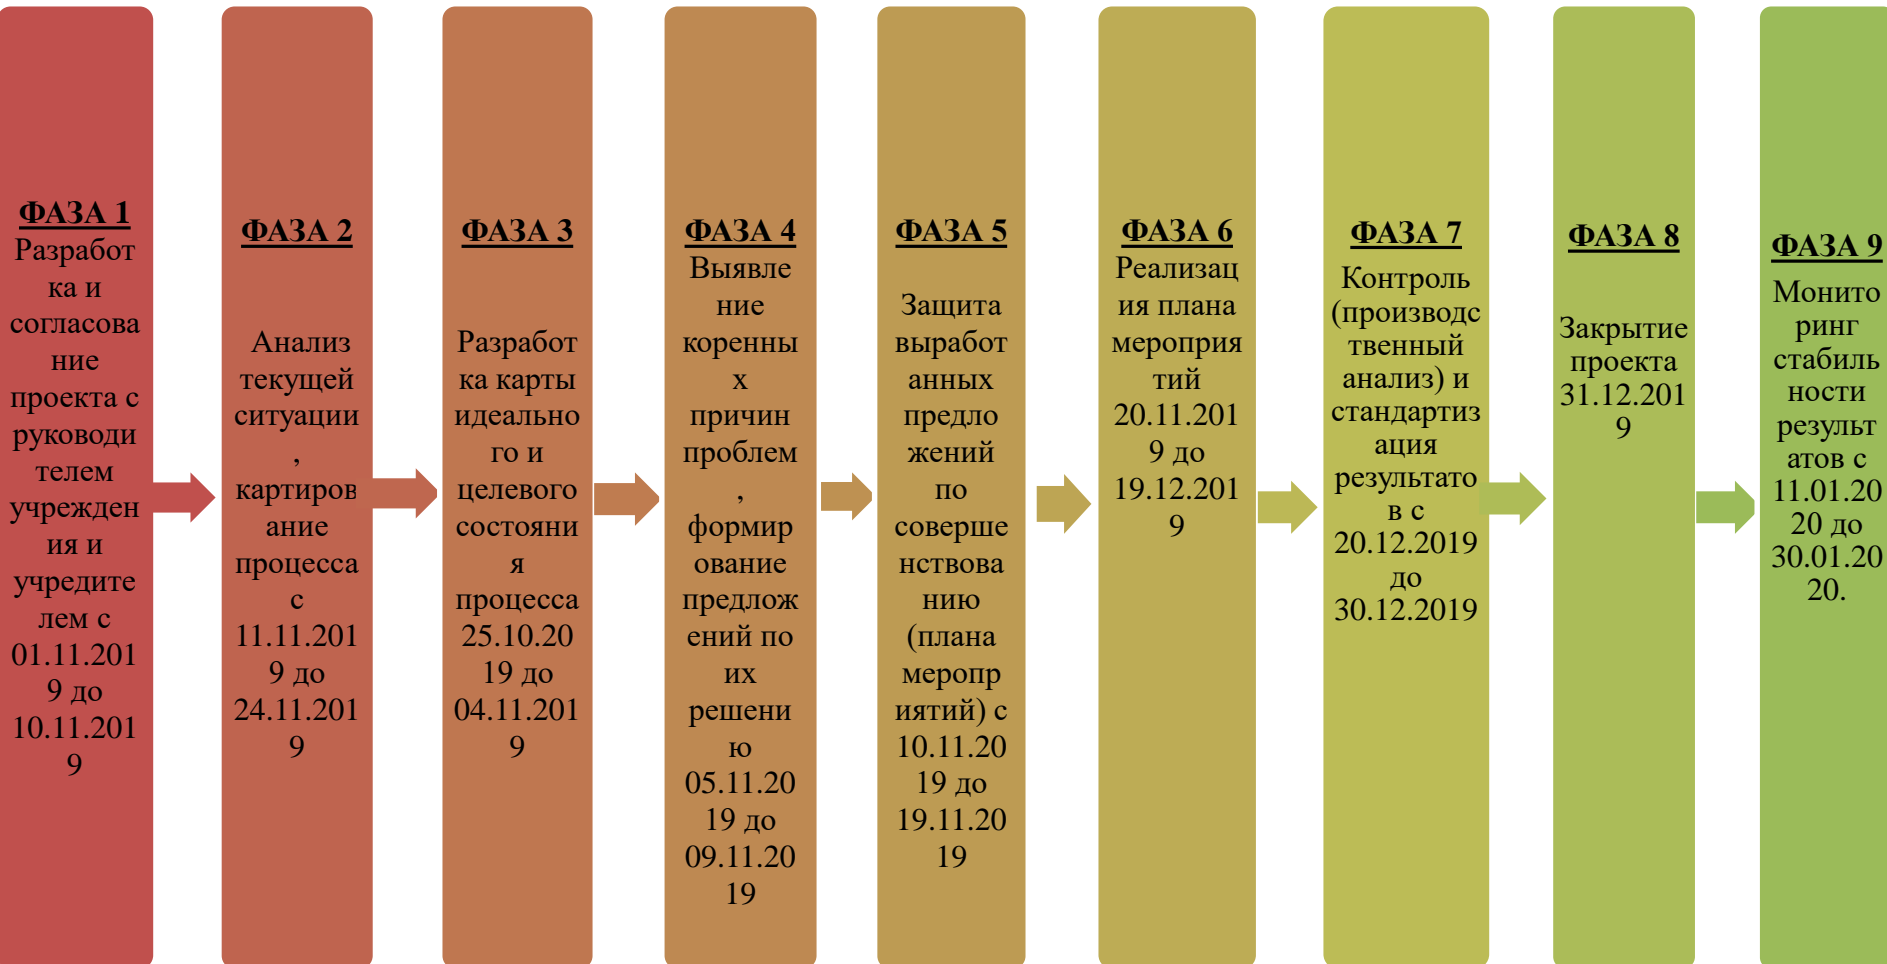 ФАЗА 1
Разработ
ка и
согласова
ние
проекта с
руководи
телем
учрежден
ия и
учредите
лем с
01.11.201
9 до
10.11.201
9
ФАЗА 2
Анализ
текущей
ситуации
,
картиров
ание
процесса
с
11.11.201
9 до
24.11.201
9
ФАЗА 3
Разработ
ка карты
идеально
го и
целевого
состояни
я
процесса
25.10.20
19 до
04.11.201
9
ФАЗА 4
Выявле
ние
коренны
х
причин
проблем
,
формир
ование
предлож
ений по
их
решени
ю
05.11.20
19 до
09.11.20
19
ФАЗА 5
Защита
выработ
анных
предло
жений
по
соверше
нствова
нию
(плана
меропр
иятий) с
10.11.20
19 до
19.11.20
19
ФАЗА 6
Реализац
ия плана
мероприя
тий
20.11.201
9 до
19.12.201
9
ФАЗА 7
Контроль
(производс
твенный
анализ) и
стандартиз
ация
результато
в с
20.12.2019
до
30.12.2019
ФАЗА 8
Закрытие
проекта
31.12.201
9
ФАЗА 9
Монито
ринг
стабиль
ности
результ
атов с
11.01.20
20 до
30.01.20
20.